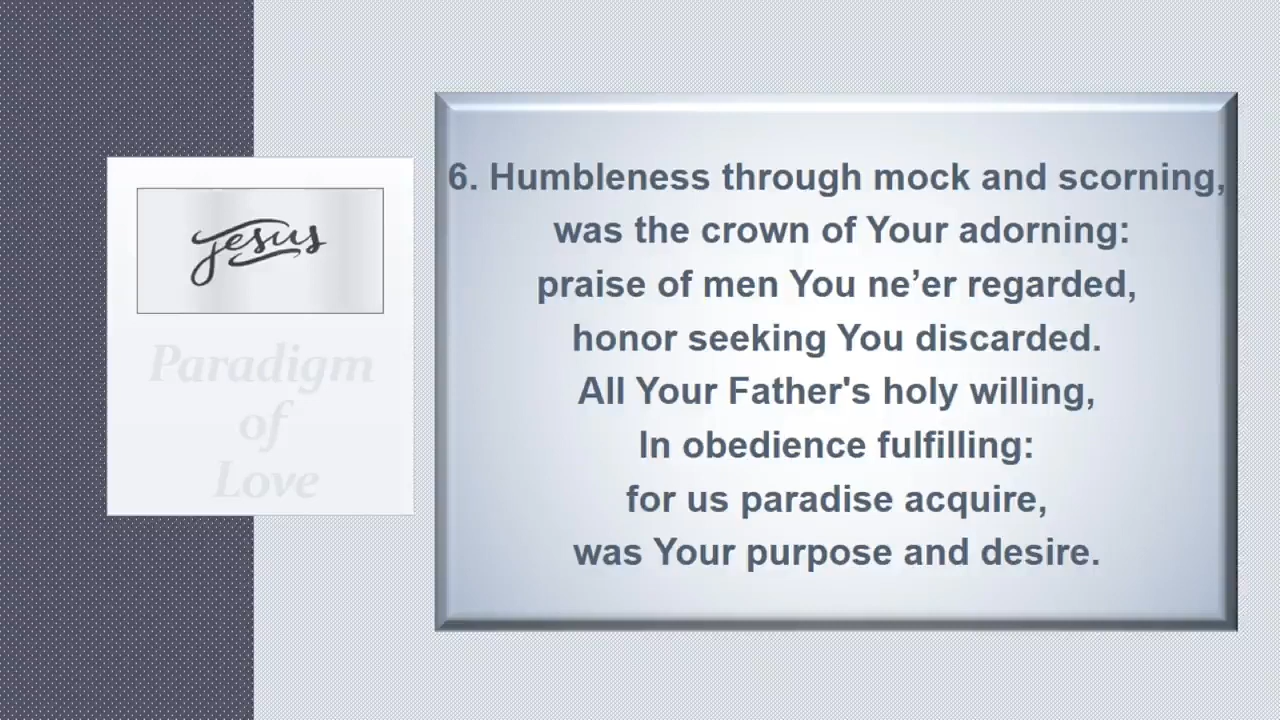 Jesus
Paradigm
of
Love
6. Humbleness through mock and scorning,
was the crown of Your adorning:
praise of men You ne’er regarded,
honor seeking You discarded.
All Your Father's holy willing,
In obedience fulfilling:
for us paradise acquire,
was Your purpose and desire.